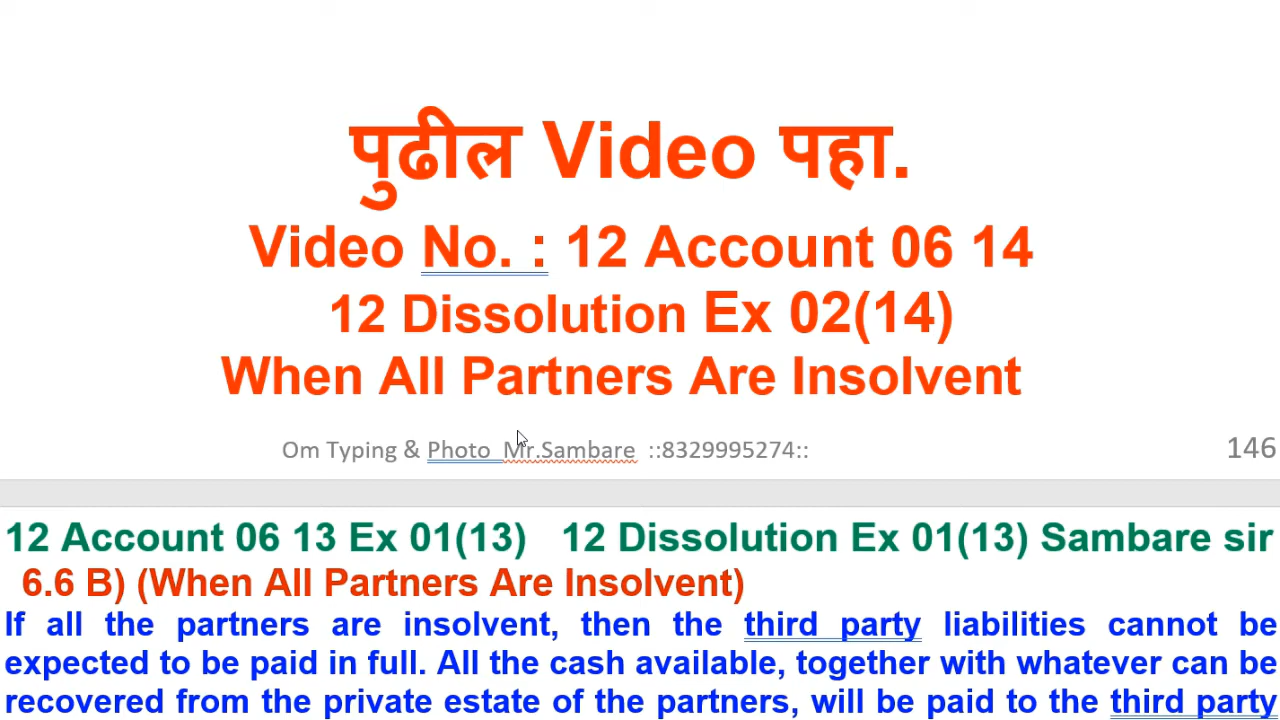 पुढील Video पहा.
Video No. : 12 Account 06 14
12 Dissolution Ex 02(14)
When All Partners Are Insolvent
Om Typing & Photo Mr.Sambare ::8329995274::
146
12 Account 06 13 Ex 01(13) 12 Dissolution Ex 01(13) Sambare sir
6.6 B) (When All Partners Are Insolvent)
If all the partners are insolvent, then the third party liabilities cannot be
expected to be paid in full. All the cash available, together with whatever can be
recovered from the private estate of the partners, will be paid to the third party